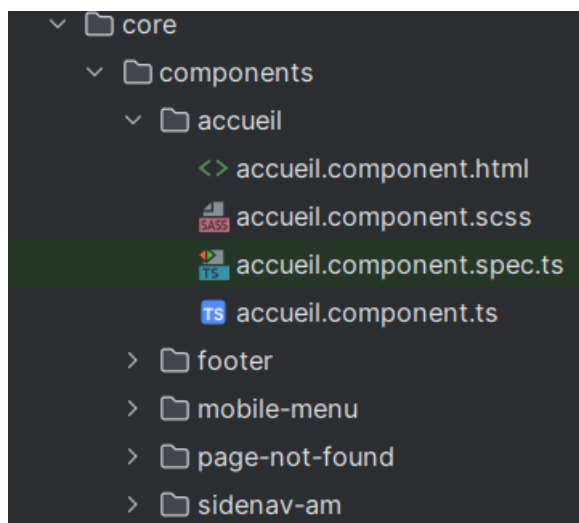 core
components
accueil
<> accueil.component.html
SASS accueil.component.scss
TS accueil.component.spec.ts
TS accueil.component.ts
footer
mobile-menu
page-not-found
sidenav-am